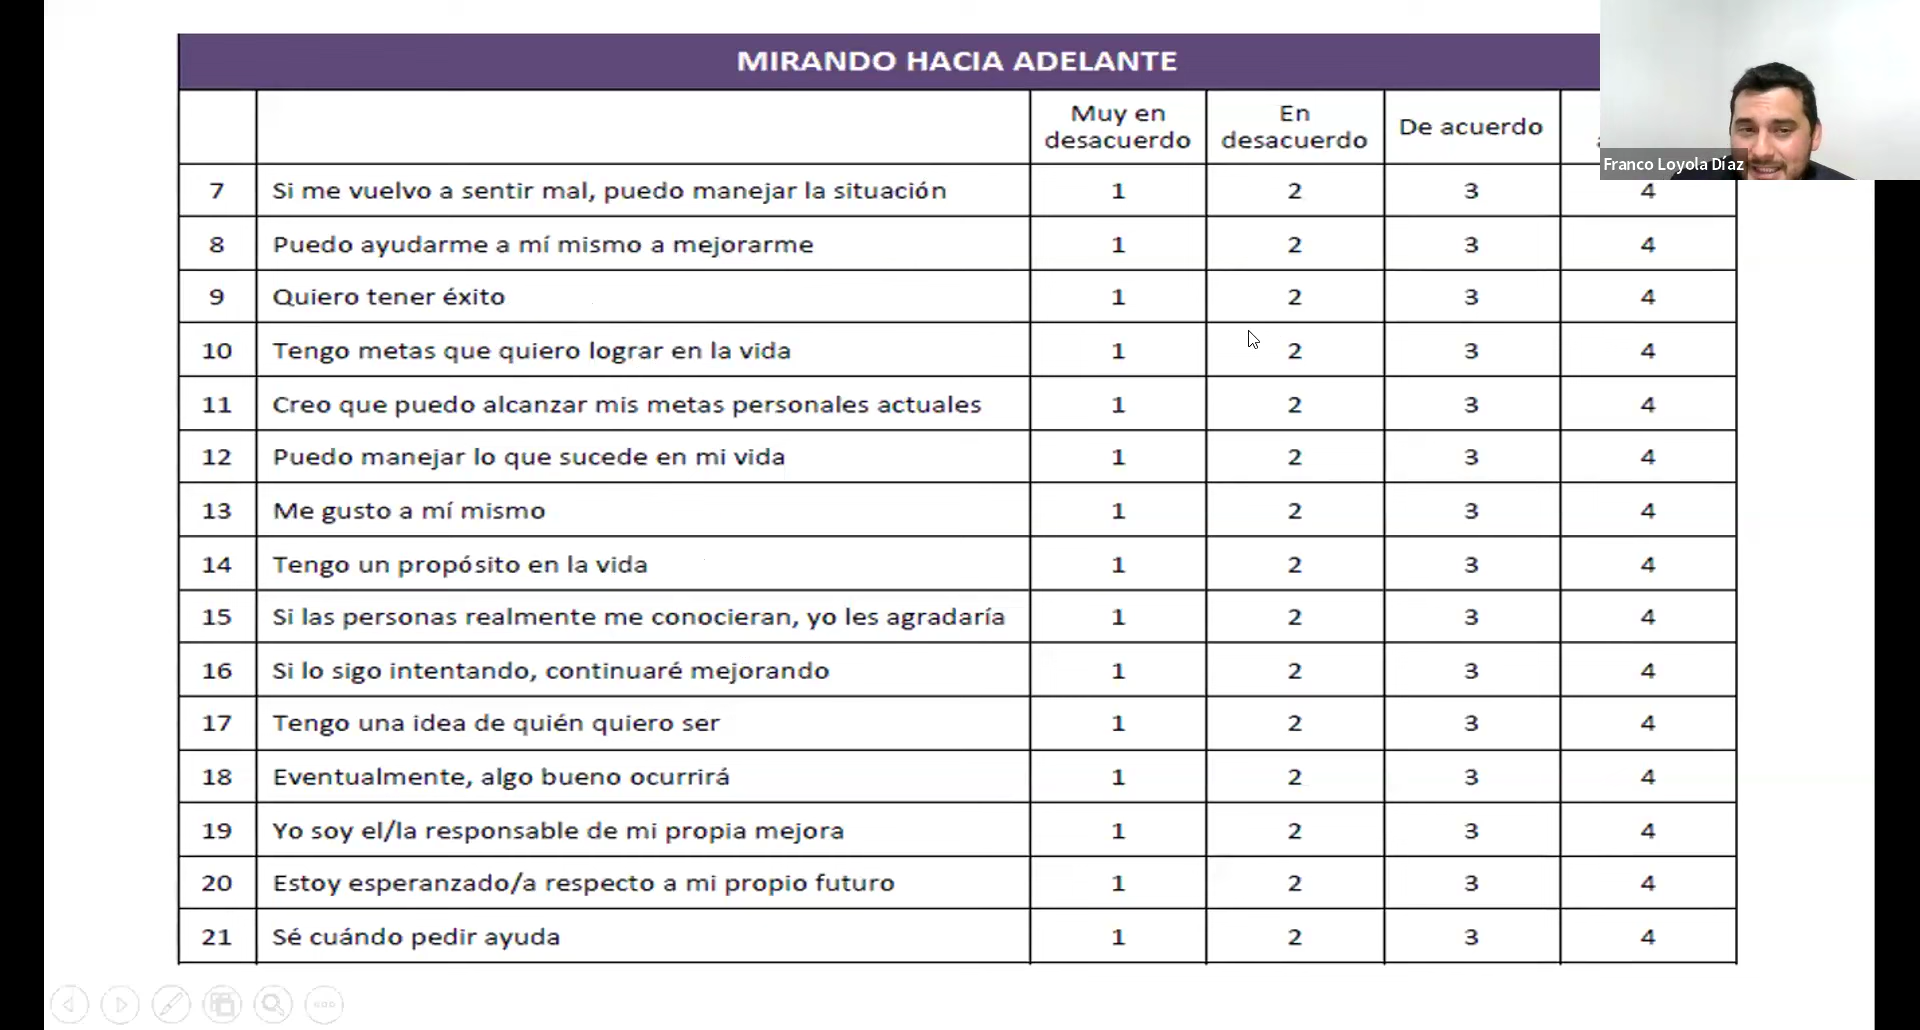 MIRANDO HACIA ADELANTE
Muy en desacuerdo En desacuerdo De acuerdo
7 Si me vuelvo a sentir mal, puedo manejar la situación 1 2 3 4
8 Puedo ayudarme a mí mismo a mejorarme 1 2 3 4
9 Quiero tener éxito 1 2 3 4
10 Tengo metas que quiero lograr en la vida 1 2 3 4
11 Creo que puedo alcanzar mis metas personales actuales 1 2 3 4
12 Puedo manejar lo que sucede en mi vida 1 2 3 4
13 Me gusto a mí mismo 1 2 3 4
14 Tengo un propósito en la vida 1 2 3 4
15 Si las personas realmente me conocieran, yo les agradaría 1 2 3 4
16 Si lo sigo intentando, continuaré mejorando 1 2 3 4
17 Tengo una idea de quién quiero ser 1 2 3 4
18 Eventualmente, algo bueno ocurrirá 1 2 3 4
19 Yo soy el/la responsable de mi propia mejora 1 2 3 4
20 Estoy esperanzado/a respecto a mi propio futuro 1 2 3 4
21 Sé cuándo pedir ayuda 1 2 3 4
Franco Loyola Díaz